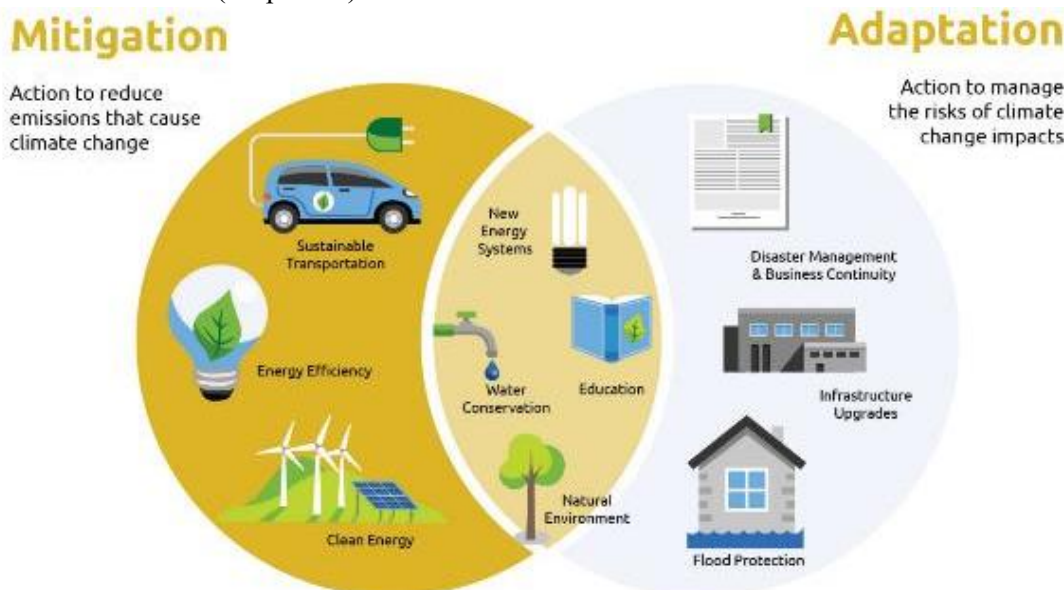 Mitigation
Action to reduce
emissions that cause
climate change
Adaptation
Action to manage
the risks of climate
change impacts
Sustainable
Transportation
Energy Efficiency
Clean Energy
New
Energy
Systems
Water
Conservation
Education
Natural
Environment
Disaster Management
& Business Continuity
Infrastructure
Upgrades
Flood Protection